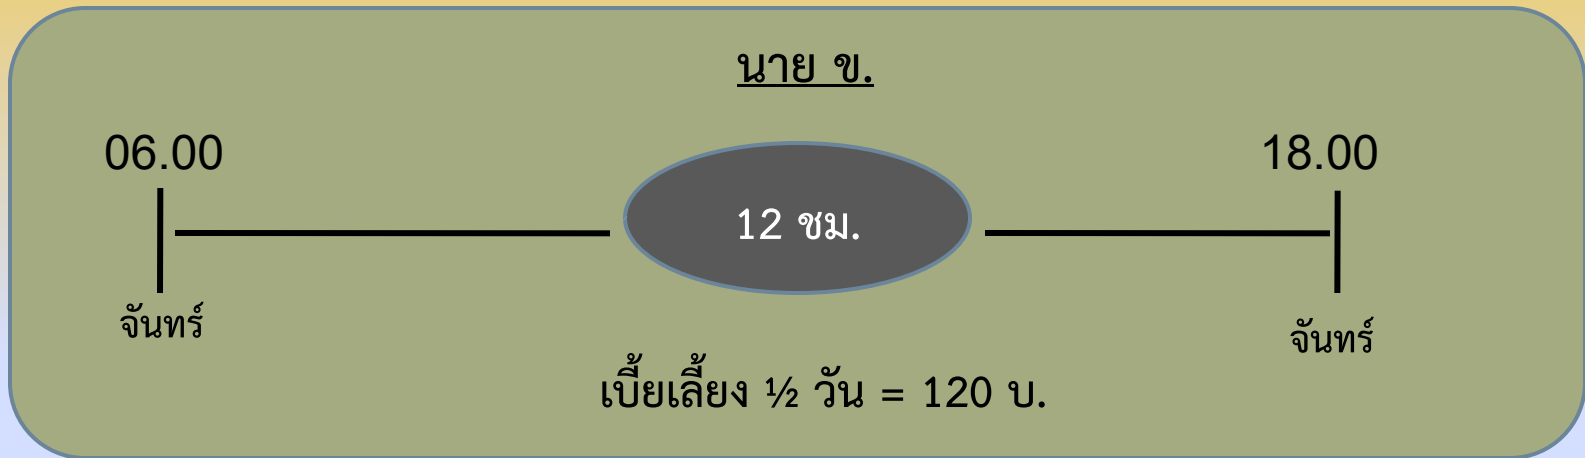 นาย ข.
06.00
18.00
12 ชม.
จันทร์
จันทร์
เบี้ยเลี้ยง ½ วัน = 120 บ.